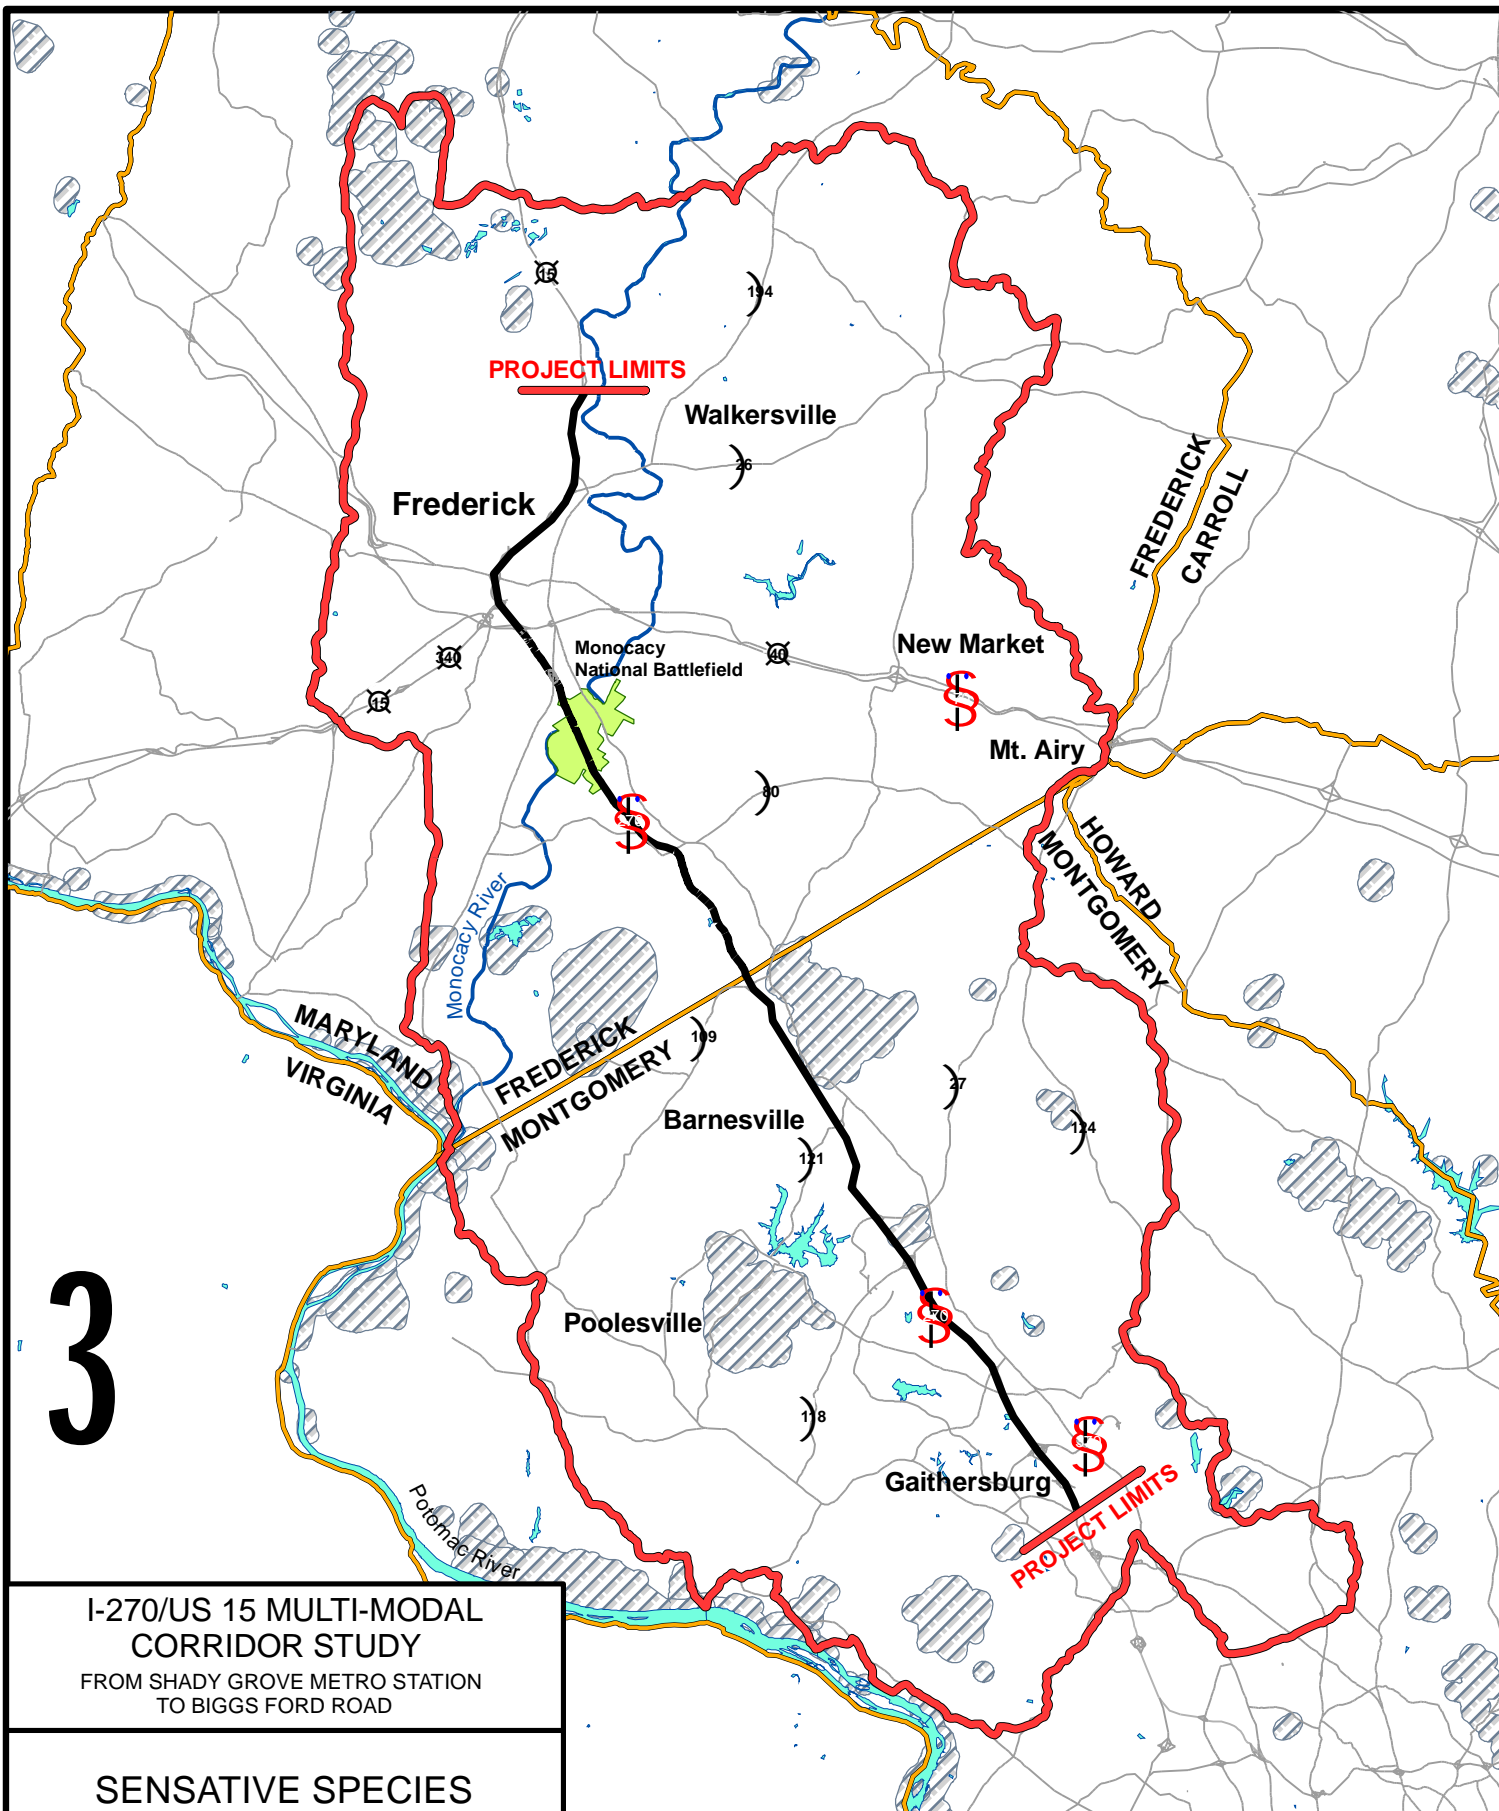 15
194
PROJECT LIMITS
Walkersville
26
Frederick
FREDERICK
CARROLL
Monocacy
National Battlefield
40
340
15
New Market
Mt. Airy
80
HOWARD
MONTGOMERY
Monocacy River
MARYLAND
VIRGINIA
FREDERICK
MONTGOMERY
109
27
124
Barnesville
121
270
Poolesville
3
118
Gaithersburg
PROJECT LIMITS
Potomac River
I-270/US 15 MULTI-MODAL
CORRIDOR STUDY
FROM SHADY GROVE METRO STATION
TO BIGGS FORD ROAD
SENSATIVE SPECIES